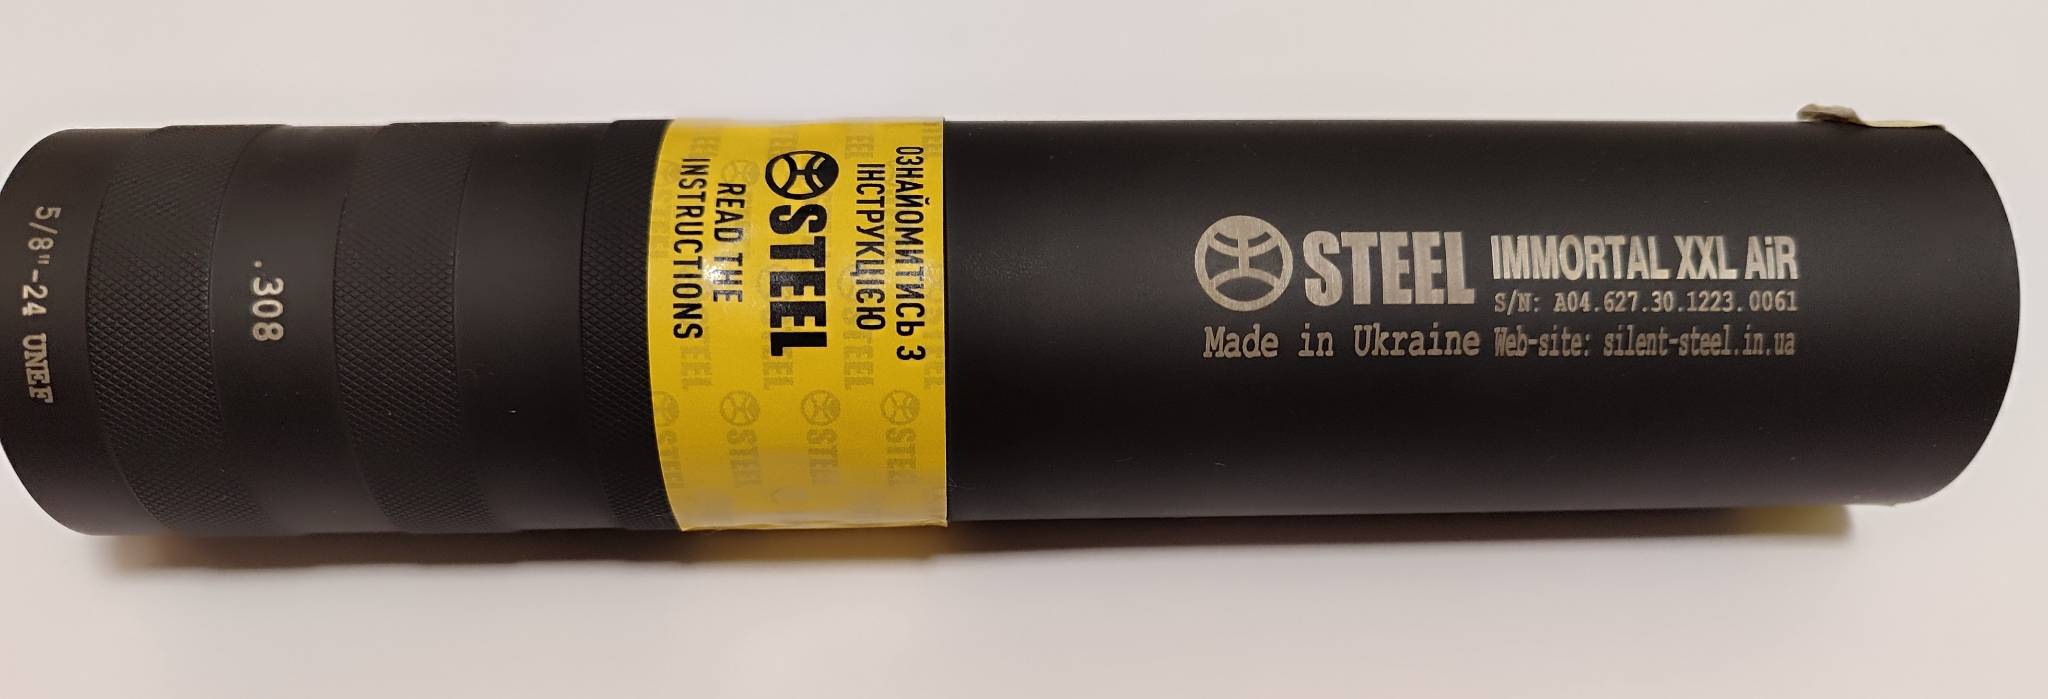 5/8"-24 UNEF
.308
ОЗНАЙОМИТИСЬ З
ІНСТРУКЦІЄЮ
STEEL
READ THE
INSTRUCTIONS
STEEL IMMORTAL XXL AiR
S/N: A04.627.30.1223.0061
Made in Ukraine Web-site: silent-steel.in.ua